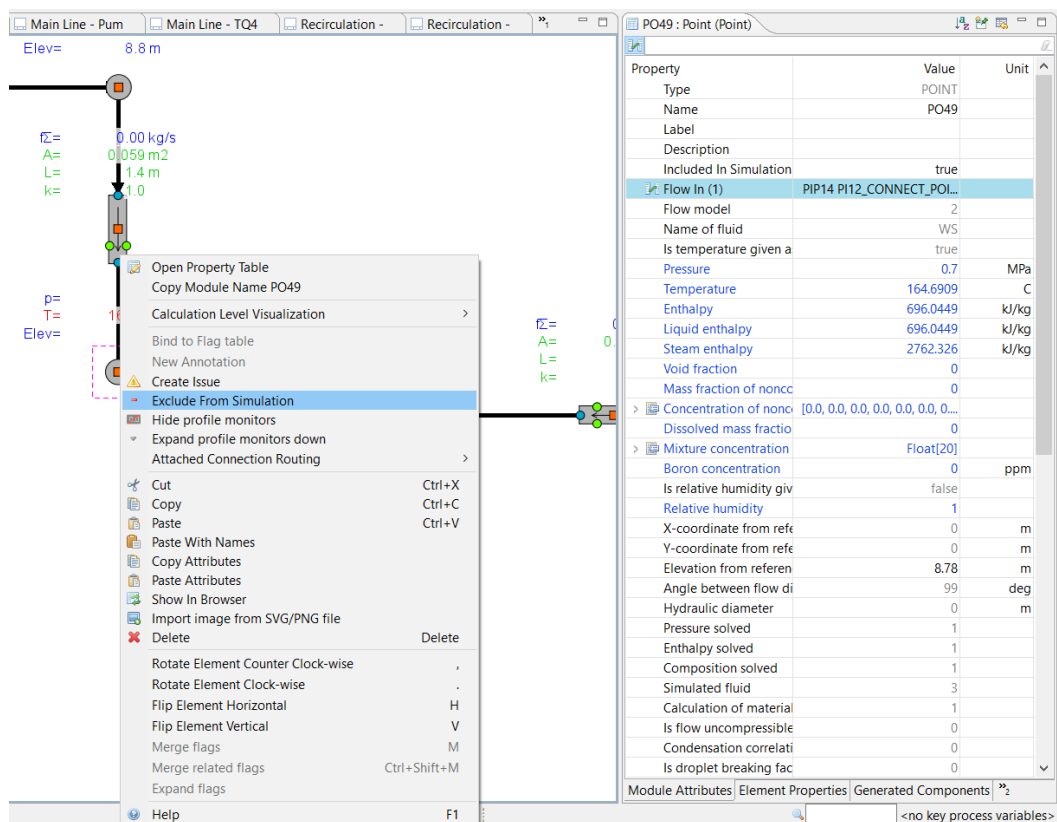 Main Line - Pum
Main Line - TQ4
Recirculation -
Recirculation -
»1
Elev= 8.8 m
fΣ= 0.00 kg/s
A= 0.059 m2
L= 1.4 m
k= 1.0
p=
T= 16
Elev=
fΣ= 0
A= 0.
L=
k=
Open Property Table
Copy Module Name PO49
Calculation Level Visualization >
Bind to Flag table
New Annotation
Create Issue
Exclude From Simulation
Hide profile monitors
Expand profile monitors down
Attached Connection Routing >
Cut Ctrl+X
Copy Ctrl+C
Paste Ctrl+V
Paste With Names
Copy Attributes
Paste Attributes
Show In Browser
Import image from SVG/PNG file
Delete Delete
Rotate Element Counter Clock-wise ,
Rotate Element Clock-wise .
Flip Element Horizontal H
Flip Element Vertical V
Merge flags M
Merge related flags Ctrl+Shift+M
Expand flags
Help F1
PO49 : Point (Point)
Property Value Unit
Type POINT
Name PO49
Label
Description
Included In Simulation true
Flow In (1) PIP14 PI12_CONNECT_POI...
Flow model 2
Name of fluid WS
Is temperature given a true
Pressure 0.7 MPa
Temperature 164.6909 C
Enthalpy 696.0449 kJ/kg
Liquid enthalpy 696.0449 kJ/kg
Steam enthalpy 2762.326 kJ/kg
Void fraction 0
Mass fraction of noncc 0
> Concentration of nonc [0.0, 0.0, 0.0, 0.0, 0.0, 0.0, 0....
Dissolved mass fractio 0
> Mixture concentration Float[20]
Boron concentration 0 ppm
Is relative humidity giv false
Relative humidity 1
X-coordinate from refe 0 m
Y-coordinate from refe 0 m
Elevation from referen 8.78 m
Angle between flow di 99 deg
Hydraulic diameter 0 m
Pressure solved 1
Enthalpy solved 1
Composition solved 1
Simulated fluid 3
Calculation of material 1
Is flow uncompressible 0
Condensation correlati 0
Is droplet breaking fac 0
Module Attributes Element Properties Generated Components »2
<no key process variables>